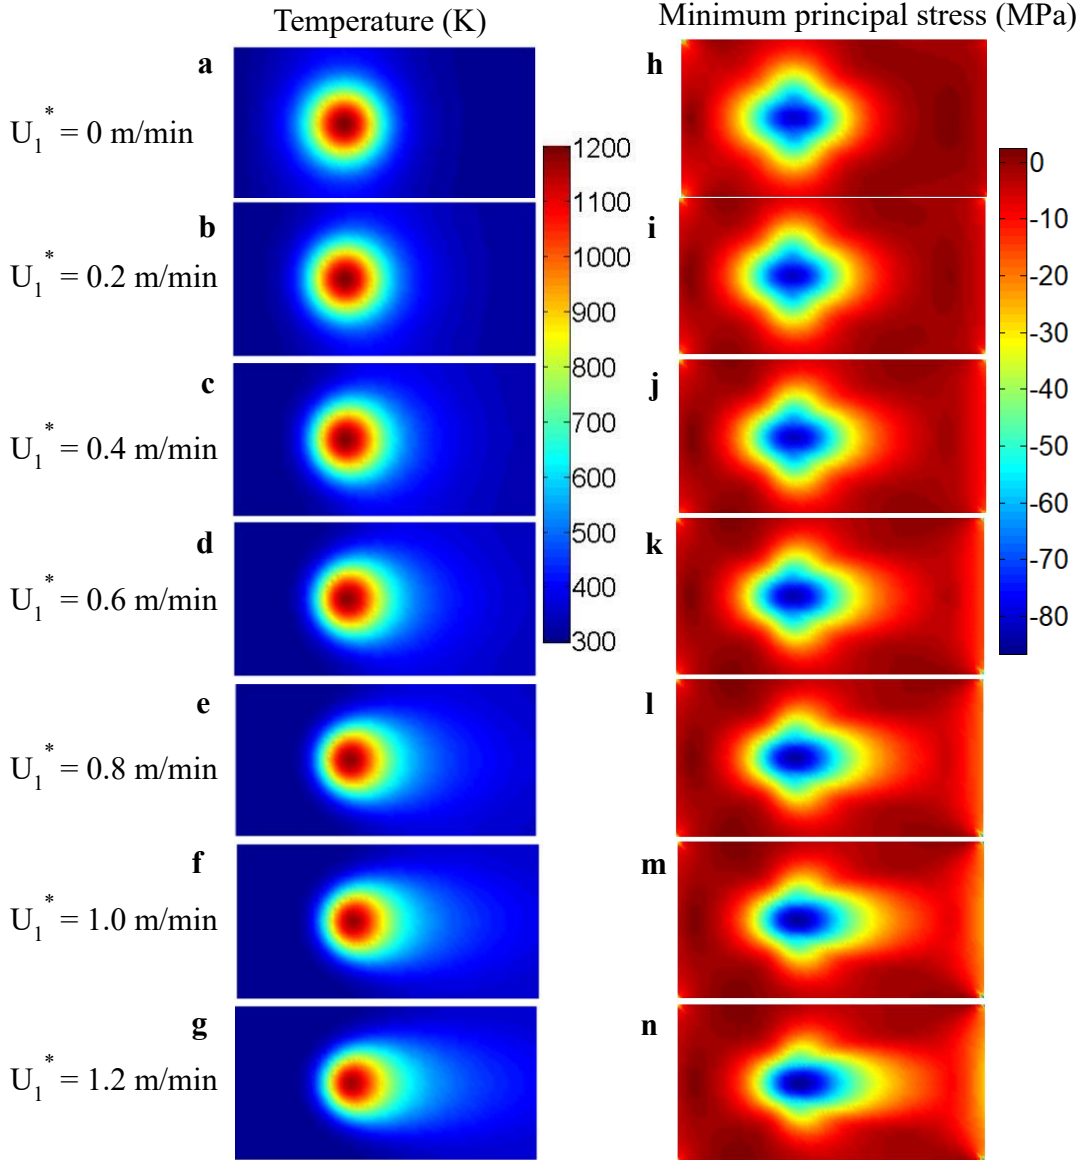 Temperature (K)
Minimum principal stress (MPa)
a
h
U₁* = 0 m/min
b
i
U₁* = 0.2 m/min
c
j
U₁* = 0.4 m/min
d
k
U₁* = 0.6 m/min
e
l
U₁* = 0.8 m/min
f
m
U₁* = 1.0 m/min
g
n
U₁* = 1.2 m/min
1200
1100
1000
900
800
700
600
500
400
300
0
-10
-20
-30
-40
-50
-60
-70
-80